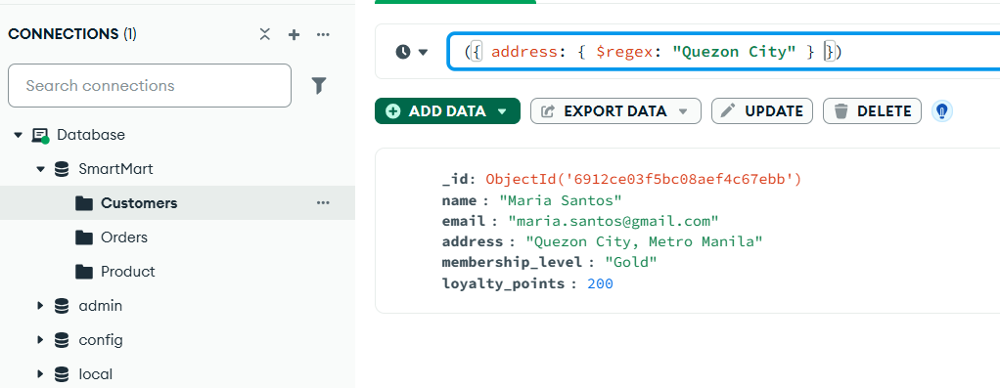 CONNECTIONS (1)
Search connections
Database
SmartMart
Customers
Orders
Product
admin
config
local
({ address: { $regex: "Quezon City" } })
ADD DATA
EXPORT DATA
UPDATE
DELETE
_id: ObjectId('6912ce03f5bc08aef4c67ebb')
name : "Maria Santos"
email : "maria.santos@gmail.com"
address : "Quezon City, Metro Manila"
membership_level : "Gold"
loyalty_points : 200